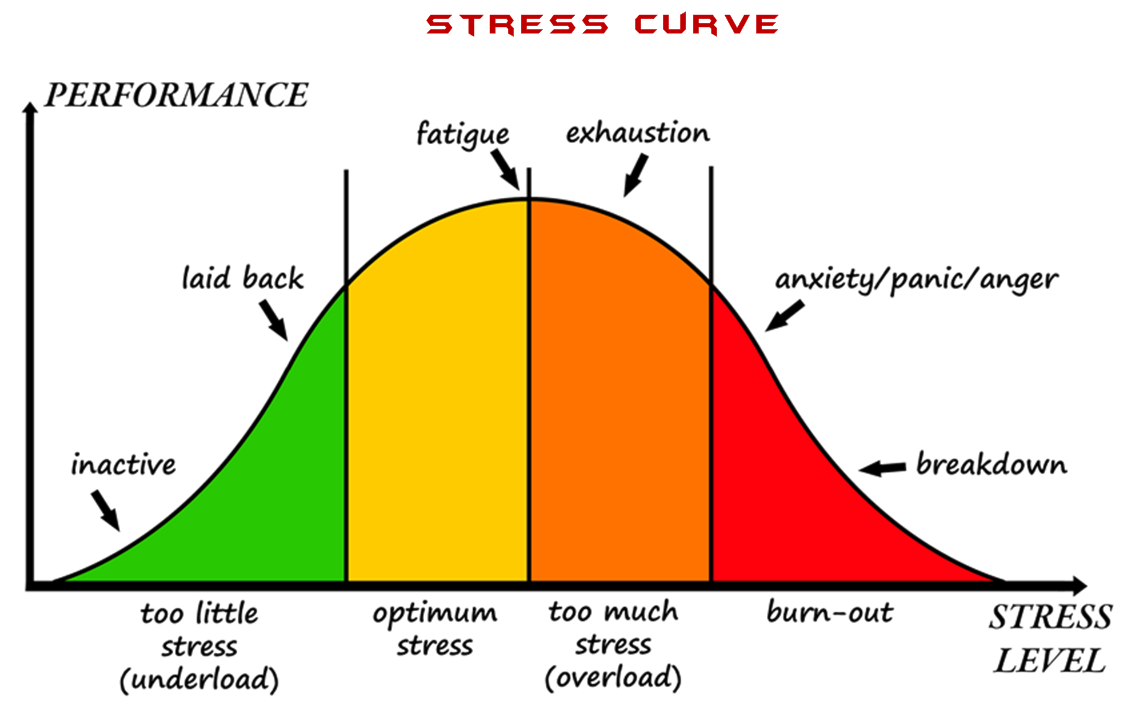 STRESS CURVE
PERFORMANCE
fatigue
exhaustion
laid back
anxiety/panic/anger
inactive
breakdown
too little
stress
(underload)
optimum
stress
too much
stress
(overload)
burn-out
STRESS
LEVEL